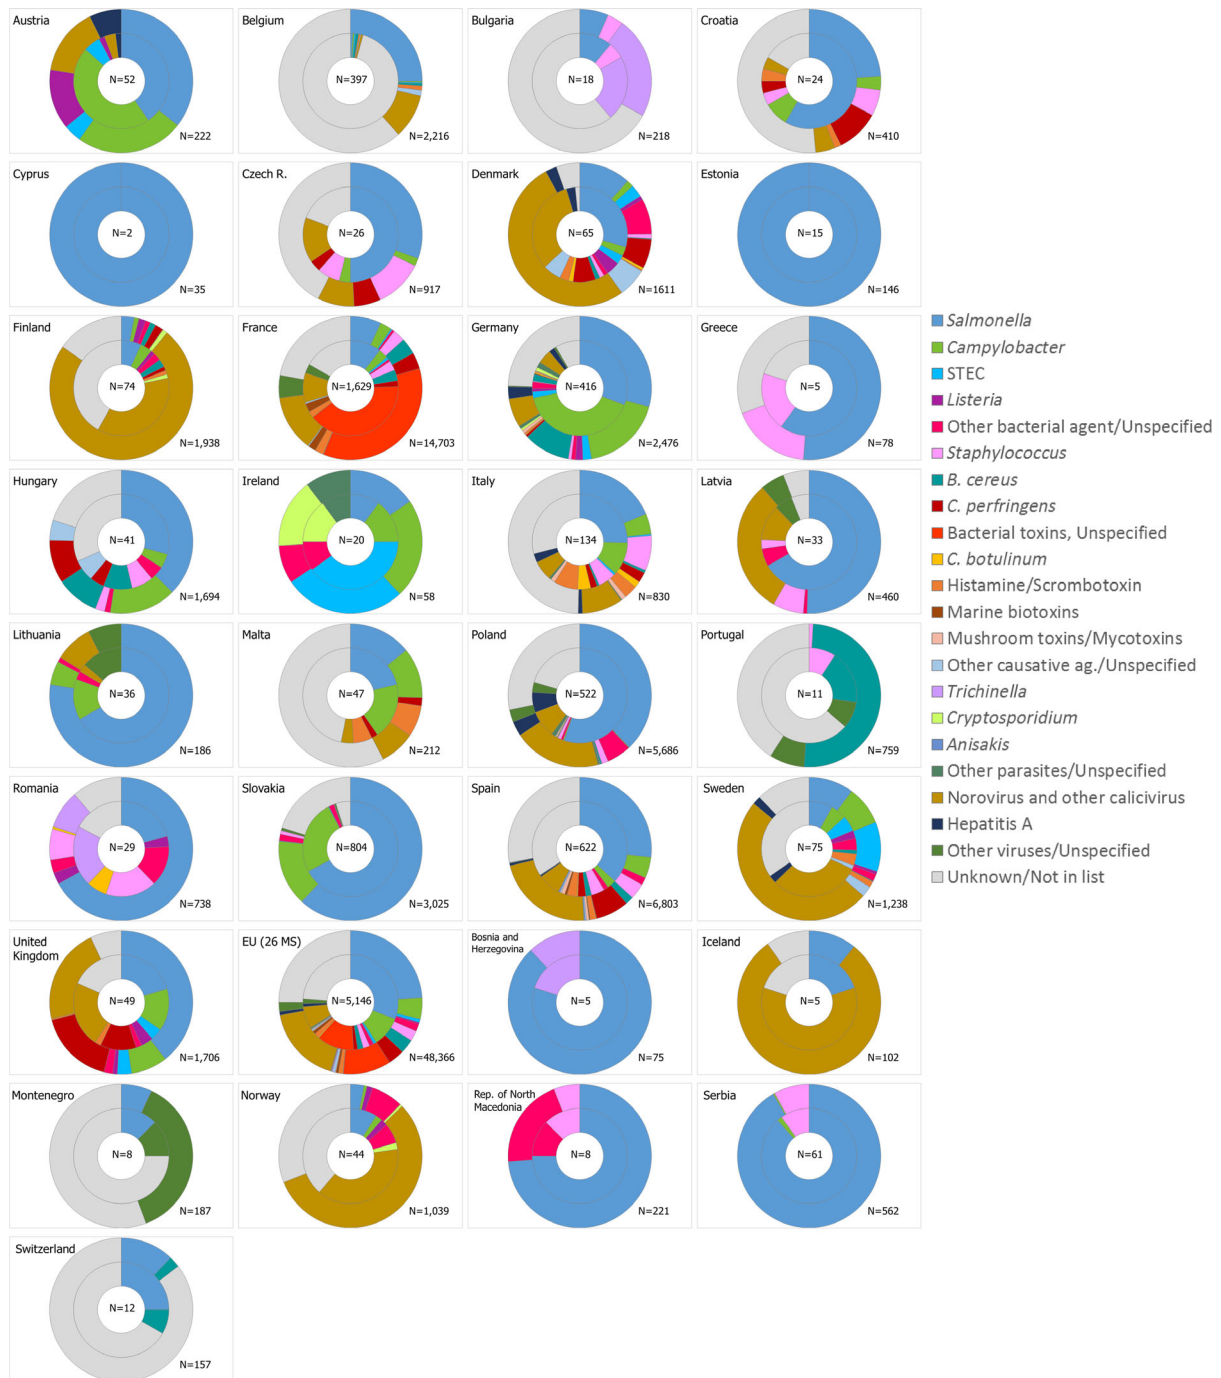 Austria
N=52
N=222
Belgium
N=397
N=2,216
Bulgaria
N=18
N=218
Croatia
N=24
N=410
Cyprus
N=2
N=35
Czech R.
N=26
N=917
Denmark
N=65
N=1611
Estonia
N=15
N=146
Finland
N=74
N=1,938
France
N=1,629
N=14,703
Germany
N=416
N=2,476
Greece
N=5
N=78
Hungary
N=41
N=1,694
Ireland
N=20
N=58
Italy
N=134
N=830
Latvia
N=33
N=460
Lithuania
N=36
N=186
Malta
N=47
N=212
Poland
N=522
N=5,686
Portugal
N=11
N=759
Romania
N=29
N=738
Slovakia
N=804
N=3,025
Spain
N=622
N=6,803
Sweden
N=75
N=1,238
United
Kingdom
N=49
N=1,706
EU (26 MS)
N=5,146
N=48,366
Bosnia and
Herzegovina
N=5
N=75
Iceland
N=5
N=102
Montenegro
N=8
N=187
Norway
N=44
N=1,039
Rep. of North
Macedonia
N=8
N=221
Serbia
N=61
N=562
Switzerland
N=12
N=157
Salmonella
Campylobacter
STEC
Listeria
Other bacterial agent/Unspecified
Staphylococcus
B. cereus
C. perfringens
Bacterial toxins, Unspecified
C. botulinum
Histamine/Scrombotoxin
Marine biotoxins
Mushroom toxins/Mycotoxins
Other causative ag./Unspecified
Trichinella
Cryptosporidium
Anisakis
Other parasites/Unspecified
Norovirus and other calicivirus
Hepatitis A
Other viruses/Unspecified
Unknown/Not in list